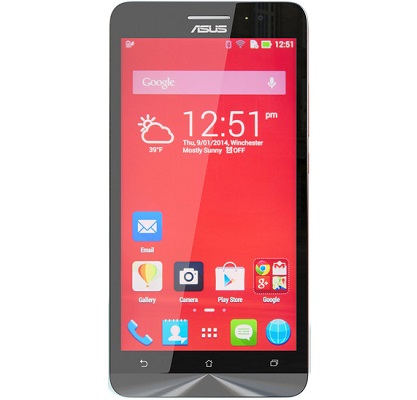 ASUS
12:51
Google
12:51 pm
39°F
Thu, 9/01/2014, Winchester
Mostly Sunny OFF
Email
Gallery Camera Play Store Google